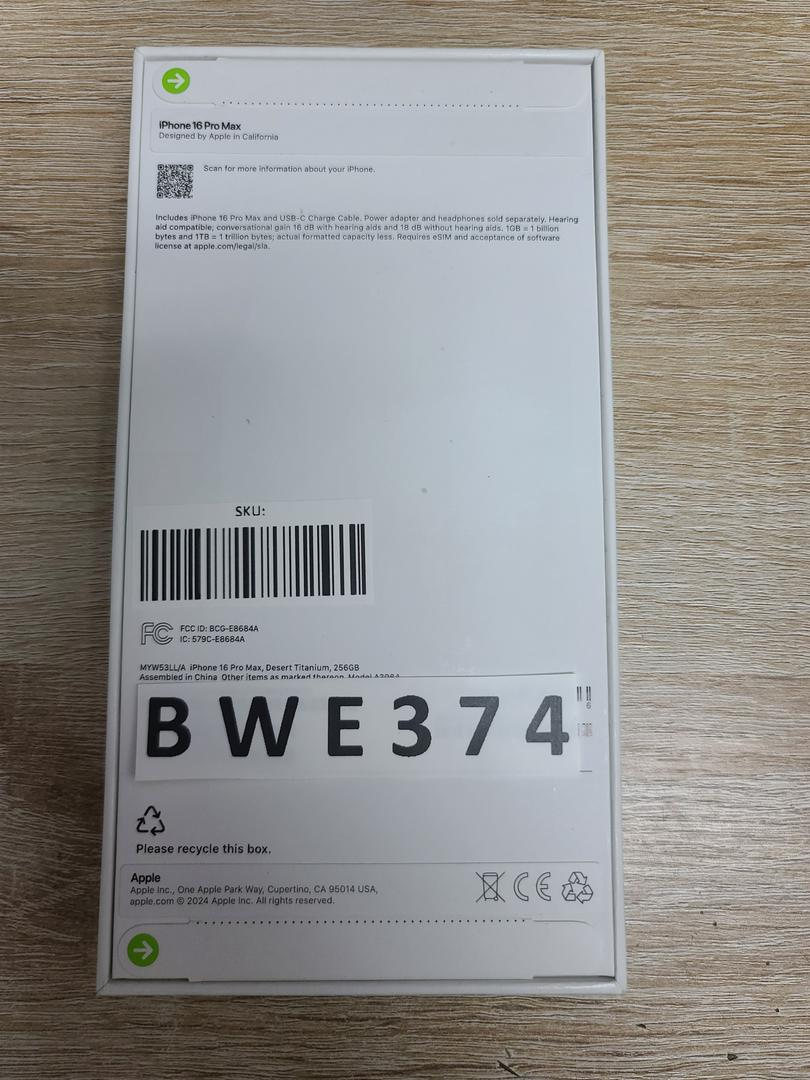 iPhone 16 Pro Max
Designed by Apple in California
Scan for more information about your iPhone.
Includes iPhone 16 Pro Max and USB-C Charge Cable. Power adapter and headphones sold separately. Hearing
aid compatible; conversational gain 16 dB with hearing aids and 18 dB without hearing aids. 1GB = 1 billion
bytes and 1TB = 1 trillion bytes; actual formatted capacity less. Requires eSIM and acceptance of software
license at apple.com/legal/sla.
SKU:
FC
FCC ID: BCG-E8684A
IC: 579C-E8684A
MYW53LL/A iPhone 16 Pro Max, Desert Titanium, 256GB
Assembled in China Other items as marked thereon Model
B W E 3 7 4
Please recycle this box.
Apple
Apple Inc., One Apple Park Way, Cupertino, CA 95014 USA,
apple.com © 2024 Apple Inc. All rights reserved.
CE